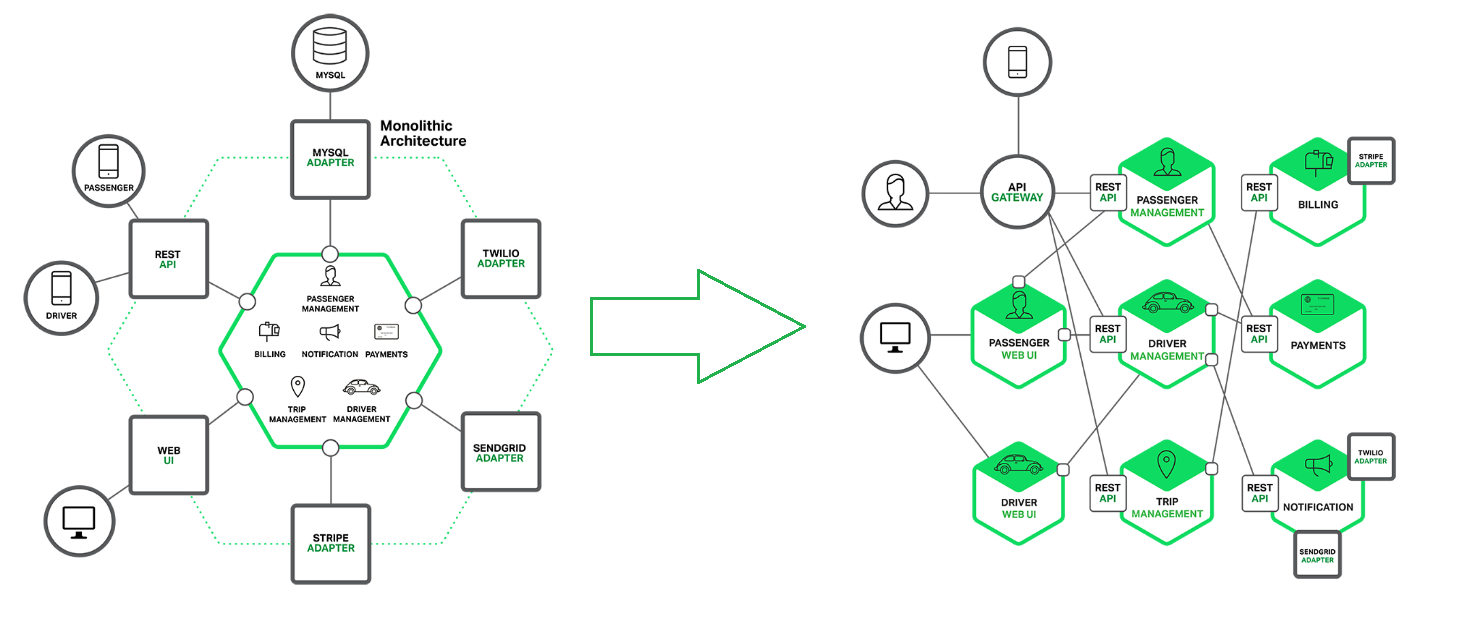 MYSQL
Monolithic
Architecture
MYSQL
ADAPTER
PASSENGER
REST
API
TWILIO
ADAPTER
DRIVER
PASSENGER
MANAGEMENT
BILLING
NOTIFICATION
PAYMENTS
TRIP
MANAGEMENT
DRIVER
MANAGEMENT
WEB
UI
SENDGRID
ADAPTER
STRIPE
ADAPTER
API
GATEWAY
REST
API
PASSENGER
MANAGEMENT
REST
API
BILLING
STRIPE
ADAPTER
PASSENGER
WEB UI
REST
API
DRIVER
MANAGEMENT
REST
API
PAYMENTS
DRIVER
WEB UI
REST
API
TRIP
MANAGEMENT
REST
API
NOTIFICATION
TWILIO
ADAPTER
SENDGRID
ADAPTER